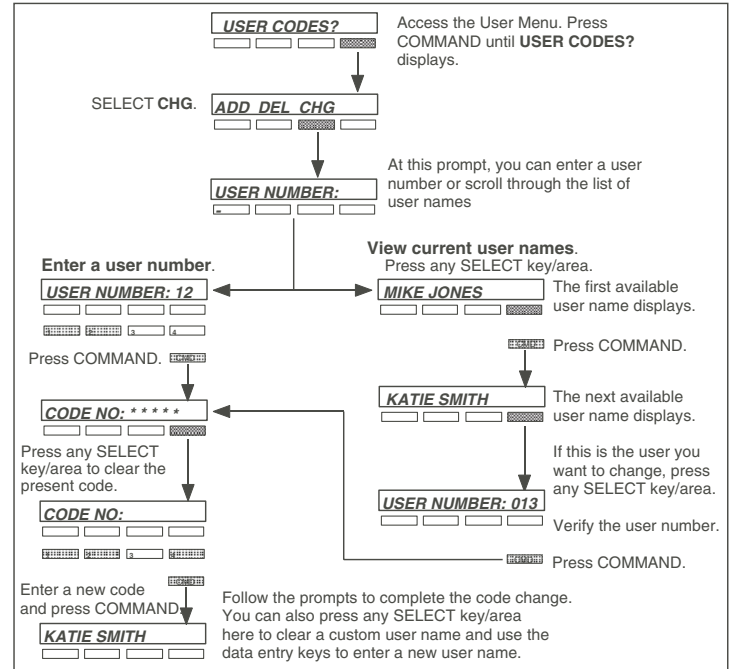 USER CODES?
Access the User Menu. Press
COMMAND until USER CODES?
displays.
SELECT CHG.
ADD DEL CHG
At this prompt, you can enter a user
number or scroll through the list of
user names
USER NUMBER:
-
Enter a user number.
USER NUMBER: 12
1 2 3 4
Press COMMAND. CMD
CODE NO: * * * * *
Press any SELECT
key/area to clear the
present code.
CODE NO:
3
Enter a new code
and press COMMAND
CMD
KATIE SMITH
View current user names.
Press any SELECT key/area.
MIKE JONES
The first available
user name displays.
CMD Press COMMAND.
KATIE SMITH
The next available
user name displays.
If this is the user you
want to change, press
any SELECT key/area.
USER NUMBER: 013
Verify the user number.
CMD Press COMMAND.
Follow the prompts to complete the code change.
You can also press any SELECT key/area
here to clear a custom user name and use the
data entry keys to enter a new user name.